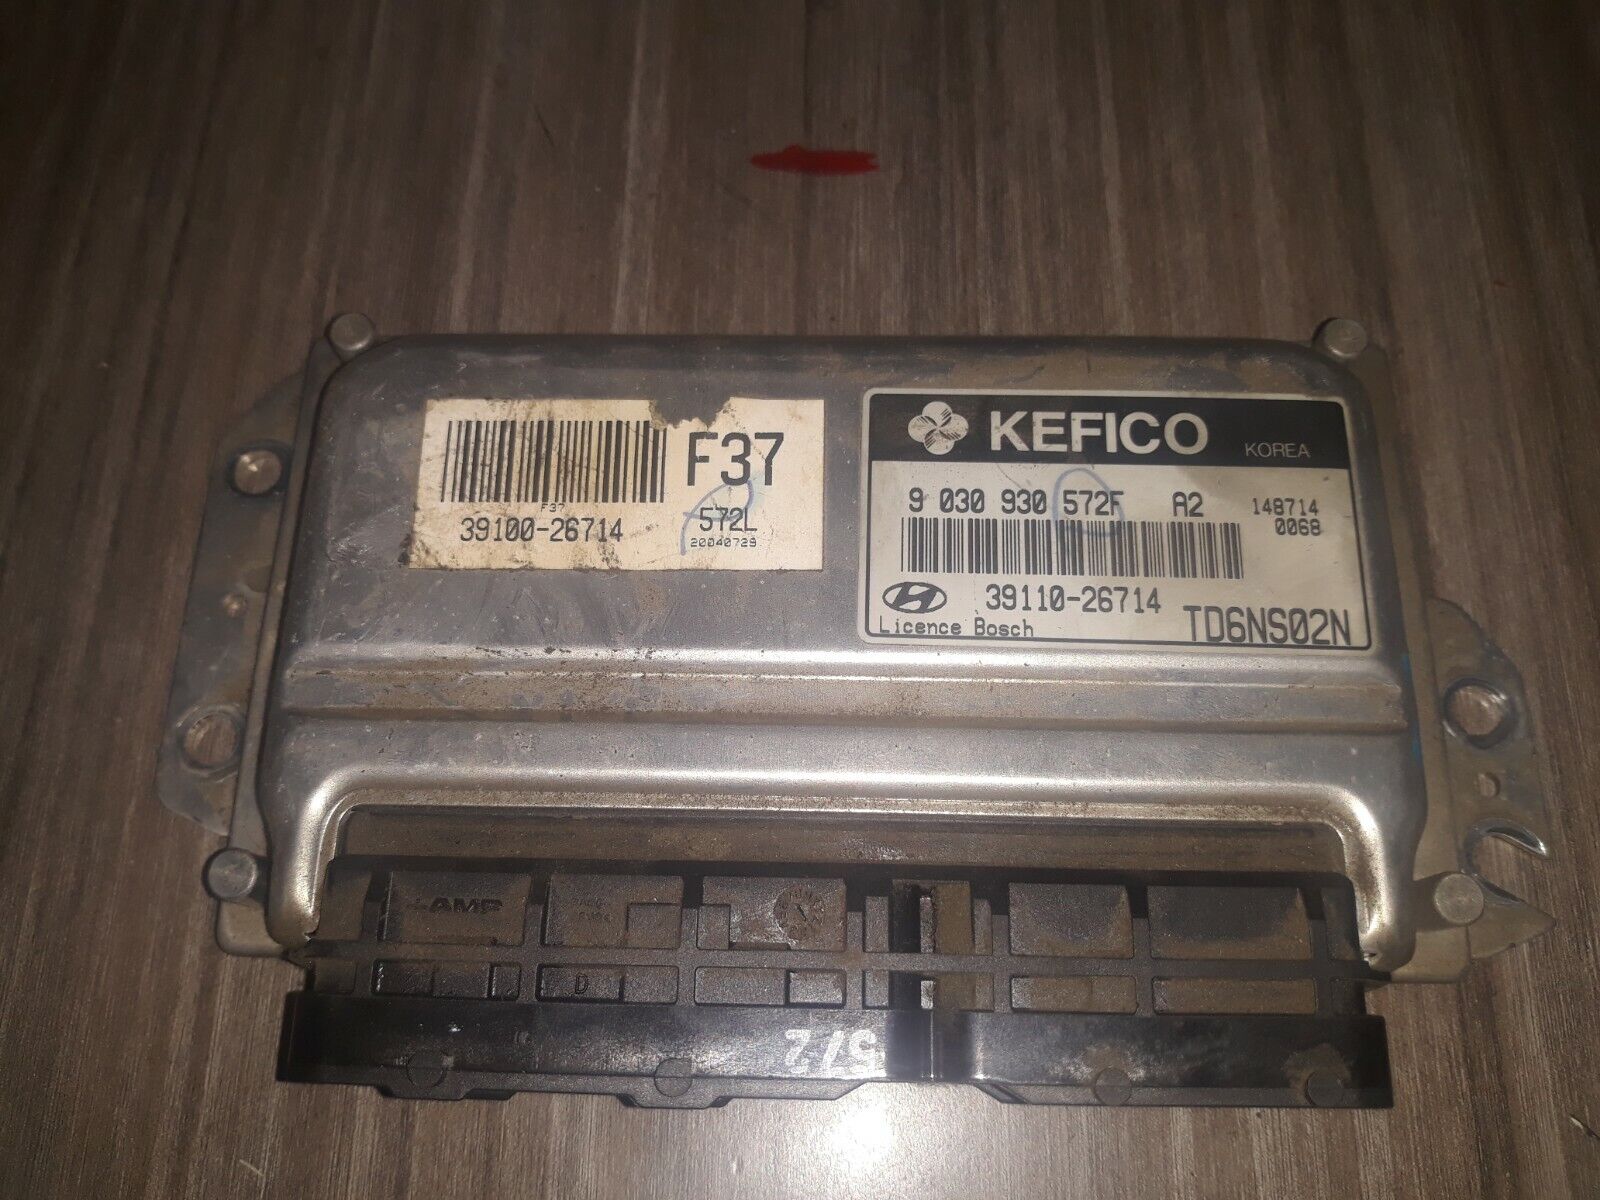 F37
F37
39100-26714
572L
20040729
KEFICO
KOREA
9 030 930 572F A2
148714
0068
39110-26714
Licence Bosch
TD6NS02N
AMP
D
572